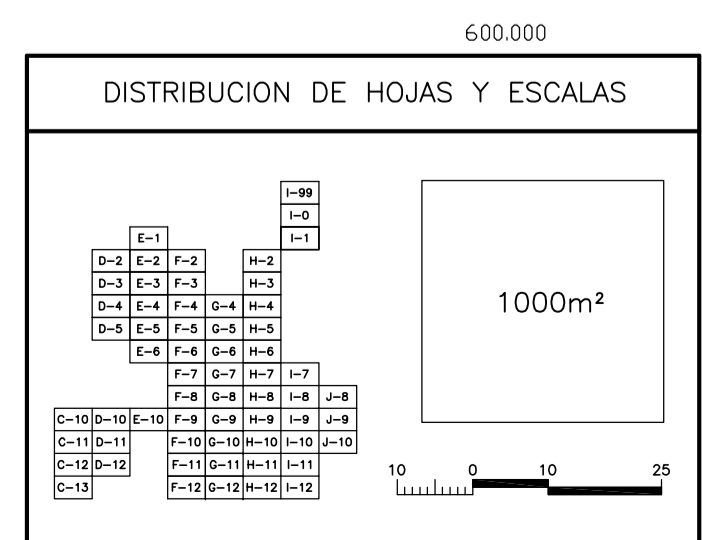 600.000
DISTRIBUCION DE HOJAS Y ESCALAS
I-99
I-0
E-1 I-1
D-2 E-2 F-2 H-2
D-3 E-3 F-3 H-3
D-4 E-4 F-4 G-4 H-4
D-5 E-5 F-5 G-5 H-5
E-6 F-6 G-6 H-6
F-7 G-7 H-7 I-7
F-8 G-8 H-8 I-8 J-8
C-10 D-10 E-10 F-9 G-9 H-9 I-9 J-9
C-11 D-11 F-10 G-10 H-10 I-10 J-10
C-12 D-12 F-11 G-11 H-11 I-11
C-13 F-12 G-12 H-12 I-12
1000m²
10 0 10 25